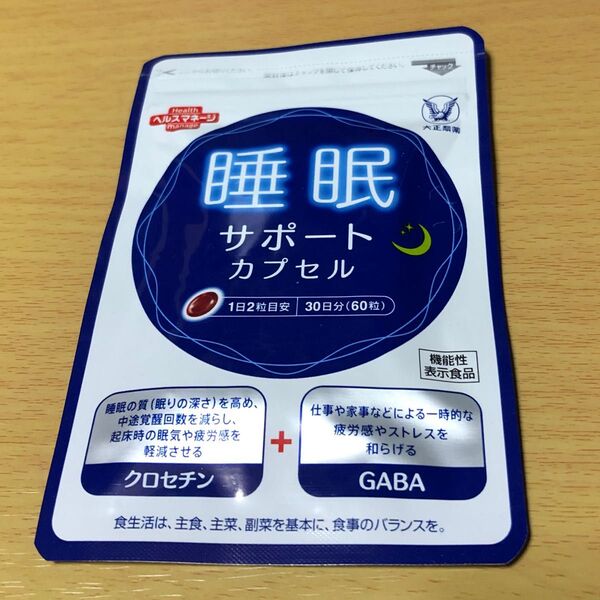 チャック
Health
ヘルスマネージ
manage
大正製薬
睡眠
サポート
カプセル
1日2粒目安 30日分(60粒)
機能性
表示食品
睡眠の質(眠りの深さ)を高め、
中途覚醒回数を減らし、
起床時の眠気や疲労感を
軽減させる
クロセチン
+
仕事や家事などによる一時的な
疲労感やストレスを
和らげる
GABA
食生活は、主食、主菜、副菜を基本に、食事のバランスを。